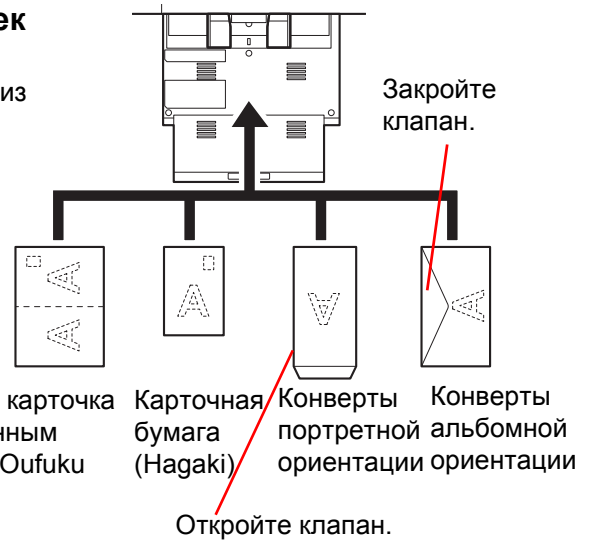 ек
из
Закройте
клапан.
карточка
нным
Oufuku
Карточная
бумага
(Hagaki)
Конверты
портретной
ориентации
Конверты
альбомной
ориентации
Откройте клапан.